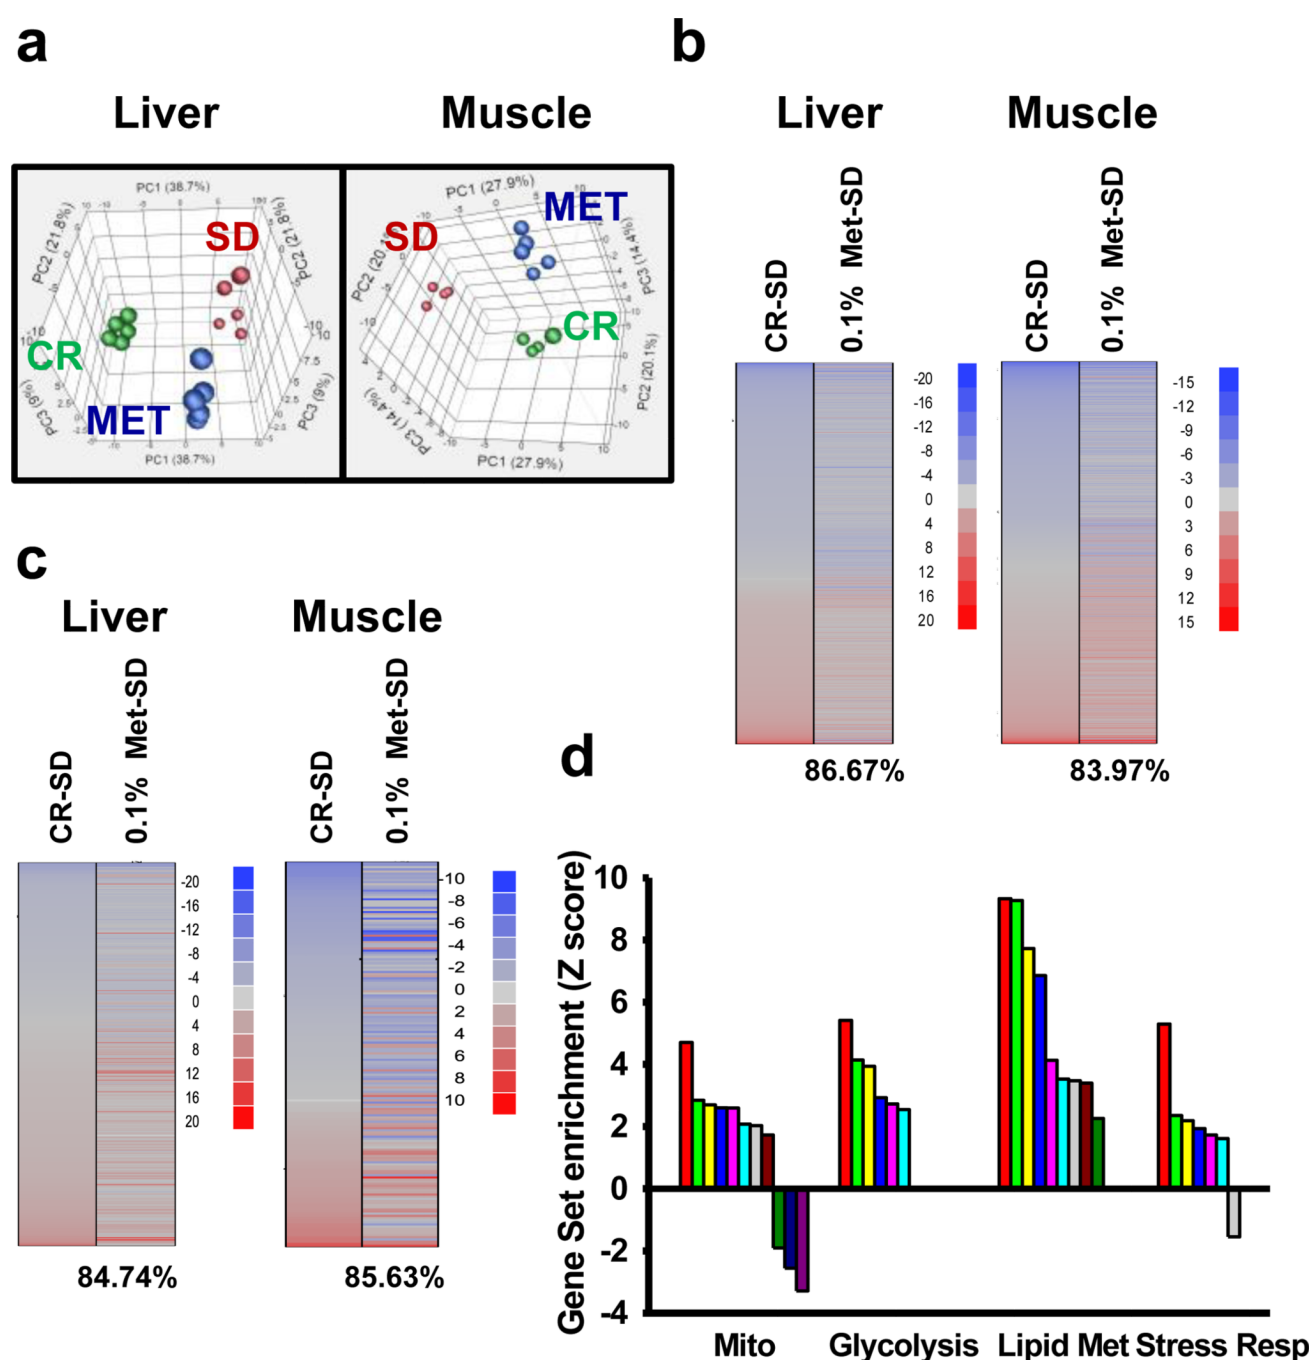 a
Liver
Muscle
PC1 (38.7%)
PC2 (21.8%)
PC2 (21.8%)
SD
CR
MET
PC3 (9%)
PC3 (9%)
PC1 (38.7%)
PC1 (27.9%)
MET
SD
PC3 (14.4%)
CR
PC2 (20.1%)
PC3 (14.4%)
PC1 (27.9%)
b
Liver
Muscle
CR-SD
0.1% Met-SD
CR-SD
0.1% Met-SD
-20
-16
-12
-8
-4
0
4
8
12
16
20
-15
-12
-9
-6
-3
0
3
6
9
12
15
86.67%
83.97%
c
Liver
Muscle
CR-SD
0.1% Met-SD
CR-SD
0.1% Met-SD
-20
-16
-12
-8
-4
0
4
8
12
16
20
-10
-8
-6
-4
-2
0
2
4
6
8
10
84.74%
85.63%
d
Gene Set enrichment (Z score)
10
8
6
4
2
0
-2
-4
Mito
Glycolysis
Lipid Met
Stress Resp